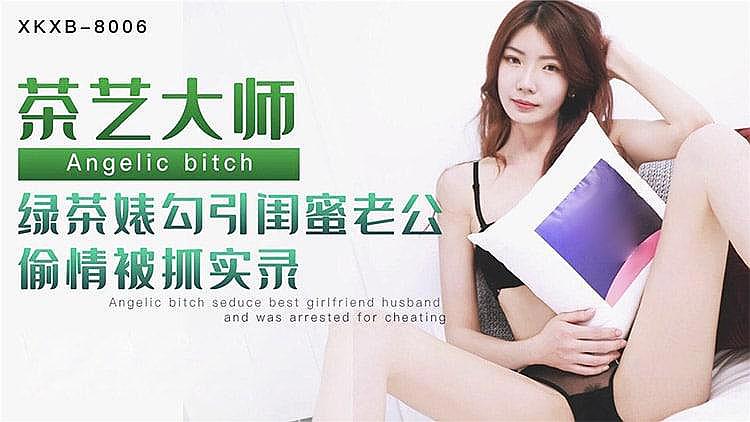 XKXB-8006
茶艺大师
Angelic bitch
绿茶婊勾引闺蜜老公
偷情被抓实录
Angelic bitch seduce best girlfriend husband
and was arrested for cheating